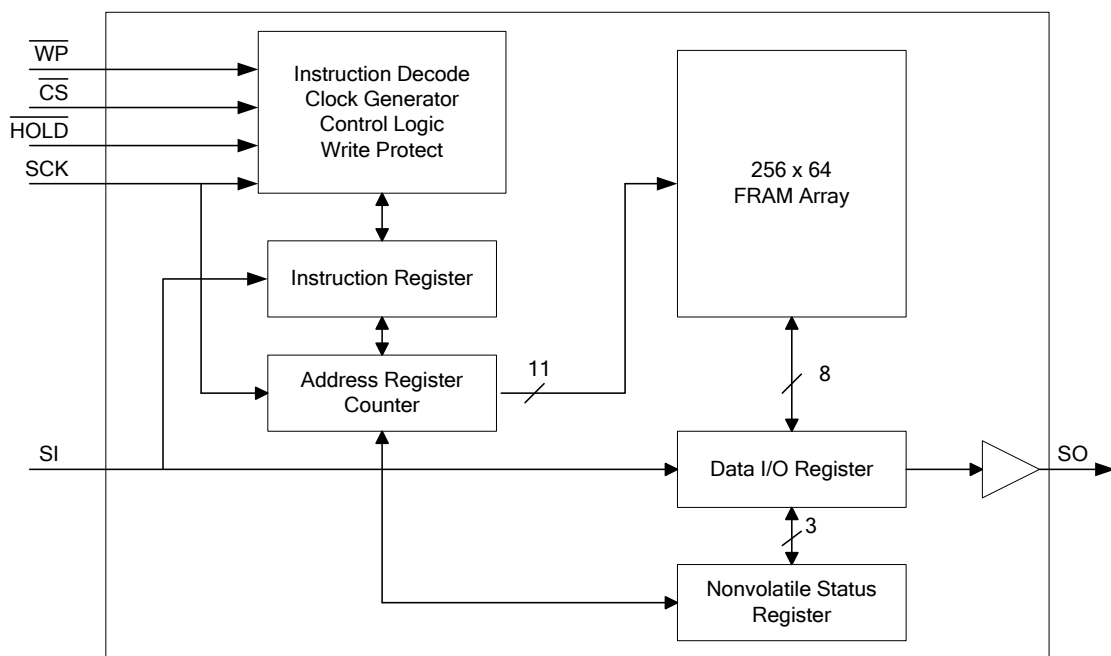 WP
CS
HOLD
SCK
Instruction Decode
Clock Generator
Control Logic
Write Protect
256 x 64
FRAM Array
Instruction Register
Address Register
Counter
11
8
SI
Data I/O Register
SO
3
Nonvolatile Status
Register